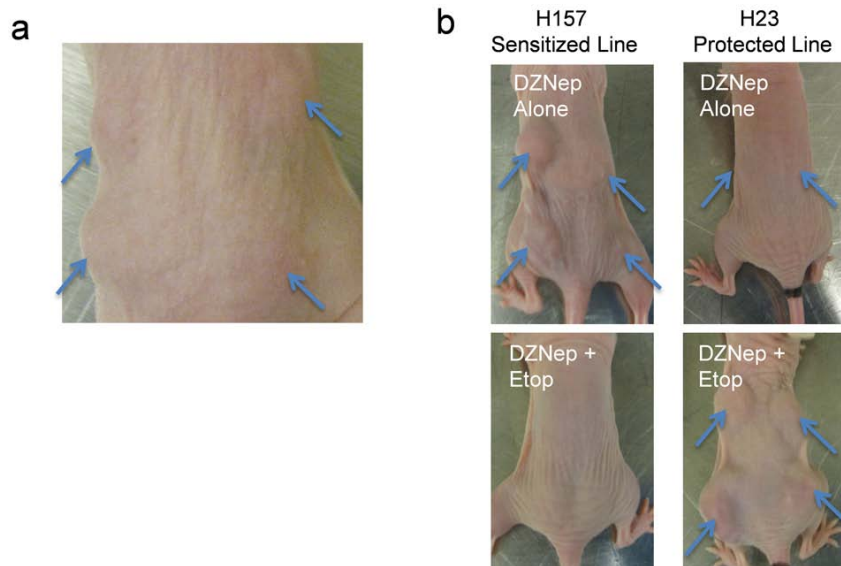 a
b
H157
Sensitized Line
H23
Protected Line
DZNep
Alone
DZNep
Alone
DZNep +
Etop
DZNep +
Etop